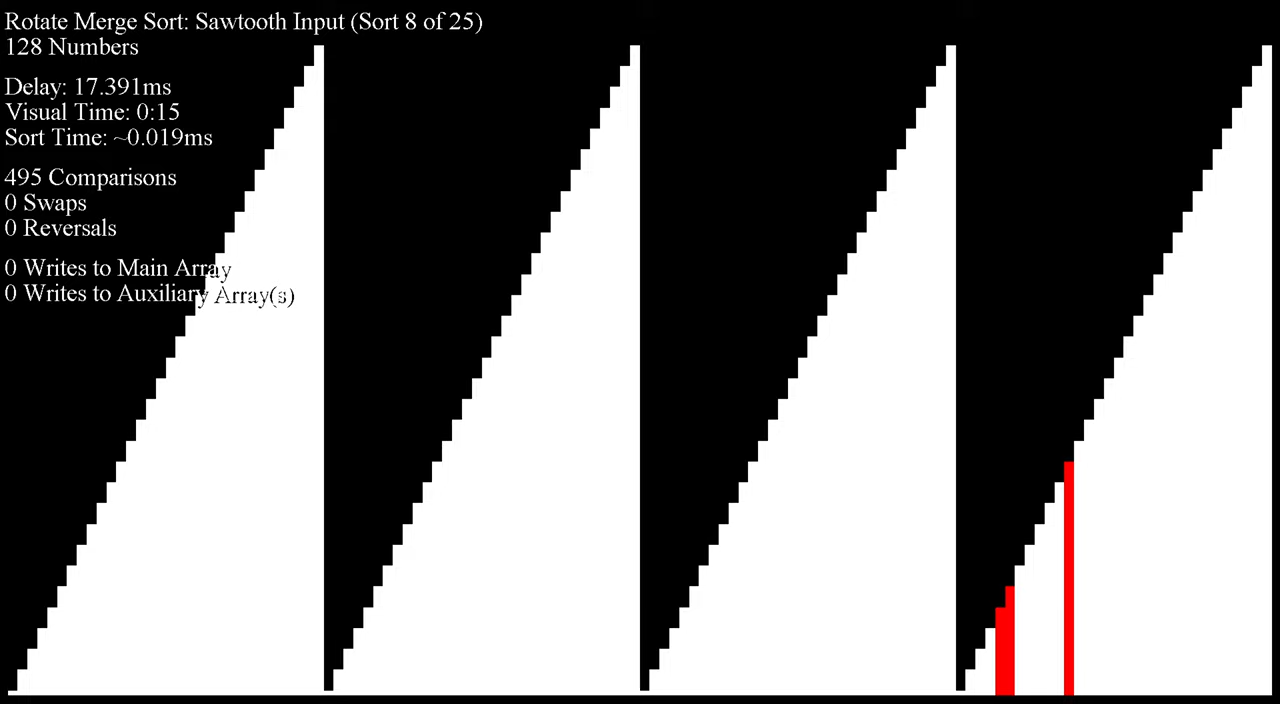 Rotate Merge Sort: Sawtooth Input (Sort 8 of 25)
128 Numbers
Delay: 17.391ms
Visual Time: 0:15
Sort Time: ~0.019ms
495 Comparisons
0 Swaps
0 Reversals
0 Writes to Main Array
0 Writes to Auxiliary Array(s)